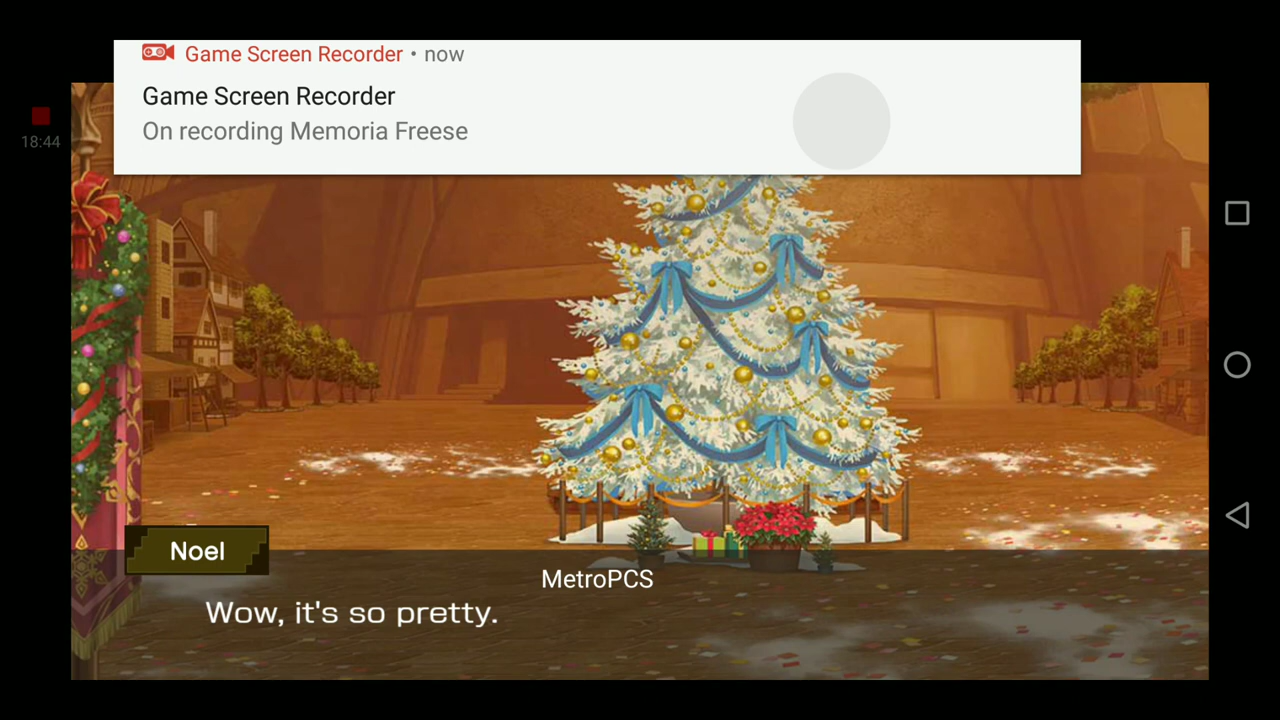 Game Screen Recorder • now
Game Screen Recorder
On recording Memoria Freese
18:44
Noel
MetroPCS
Wow, it's so pretty.